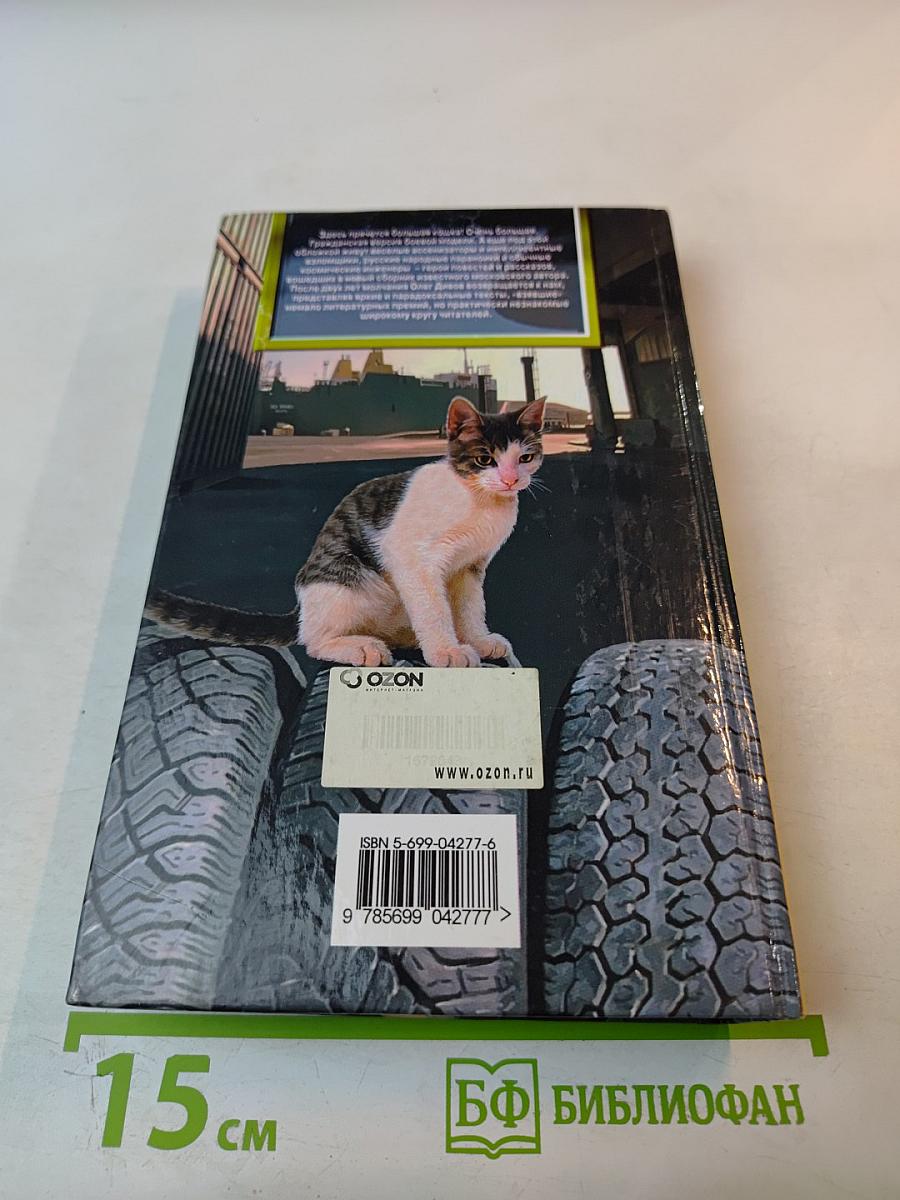 Здесь прячется большая кошка! Очень большая.
Гражданская версия боевой модели. А еще под этой
обложкой живут веселые ассенизаторы и
взломщики, русские народные и обычные
космические инженеры – герои повестей и рассказов,
вошедших в новый сборник известного московского автора.
После двух лет молчания Олег Дивов возвращается к нам,
представляя яркие и парадоксальные тексты, взявшие
немало литературных премий, но практически незнакомые
широкому кругу читателей.
OZON
ИНТЕРНЕТ-МАГАЗИН
www.ozon.ru
ISBN 5-699-04277-6
9 785699 042777 >
15 см
БФ БИБЛИОФАН